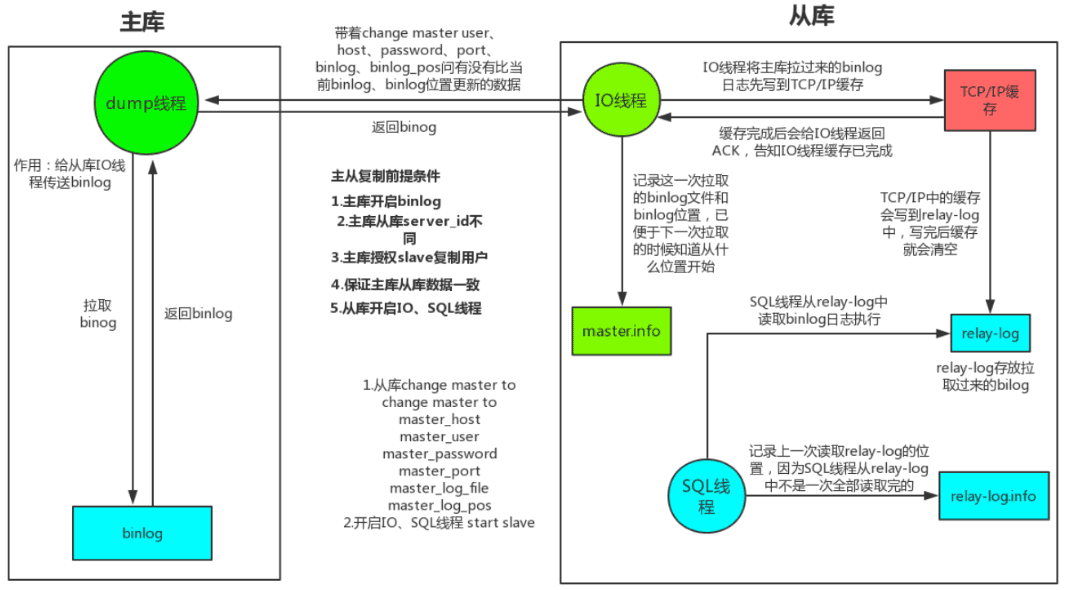 主库
从库
带着change master user、
host、password、port、
binlog、binlog_pos问有没有比当
前binlog、binlog位置更新的数据
dump线程
返回binog
IO线程
IO线程将主库拉过来的binlog
日志先写到TCP/IP缓存
TCP/IP缓
存
缓存完成后会给IO线程返回
ACK，告知IO线程缓存已完成
作用：给从库IO线
程传送binlog
主从复制前提条件
1.主库开启binlog
2.主库从库server_id不
同
3.主库授权slave复制用户
4.保证主库从库数据一致
5.从库开启IO、SQL线程
记录这一次拉取
的binlog文件和
binlog位置，已
便于下一次拉取
的时候知道从什
么位置开始
TCP/IP中的缓存
会写到relay-log
中，写完后缓存
就会清空
拉取
binog
返回binlog
master.info
SQL线程从relay-log中
读取binlog日志执行
relay-log
relay-log存放拉
取过来的bilog
1.从库change master to
change master to
master_host
master_user
master_password
master_port
master_log_file
master_log_pos
2.开启IO、SQL线程 start slave
SQL线
程
记录上一次读取relay-log的位
置，因为SQL线程从relay-log
中不是一次全部读取完的
relay-log.info
binlog